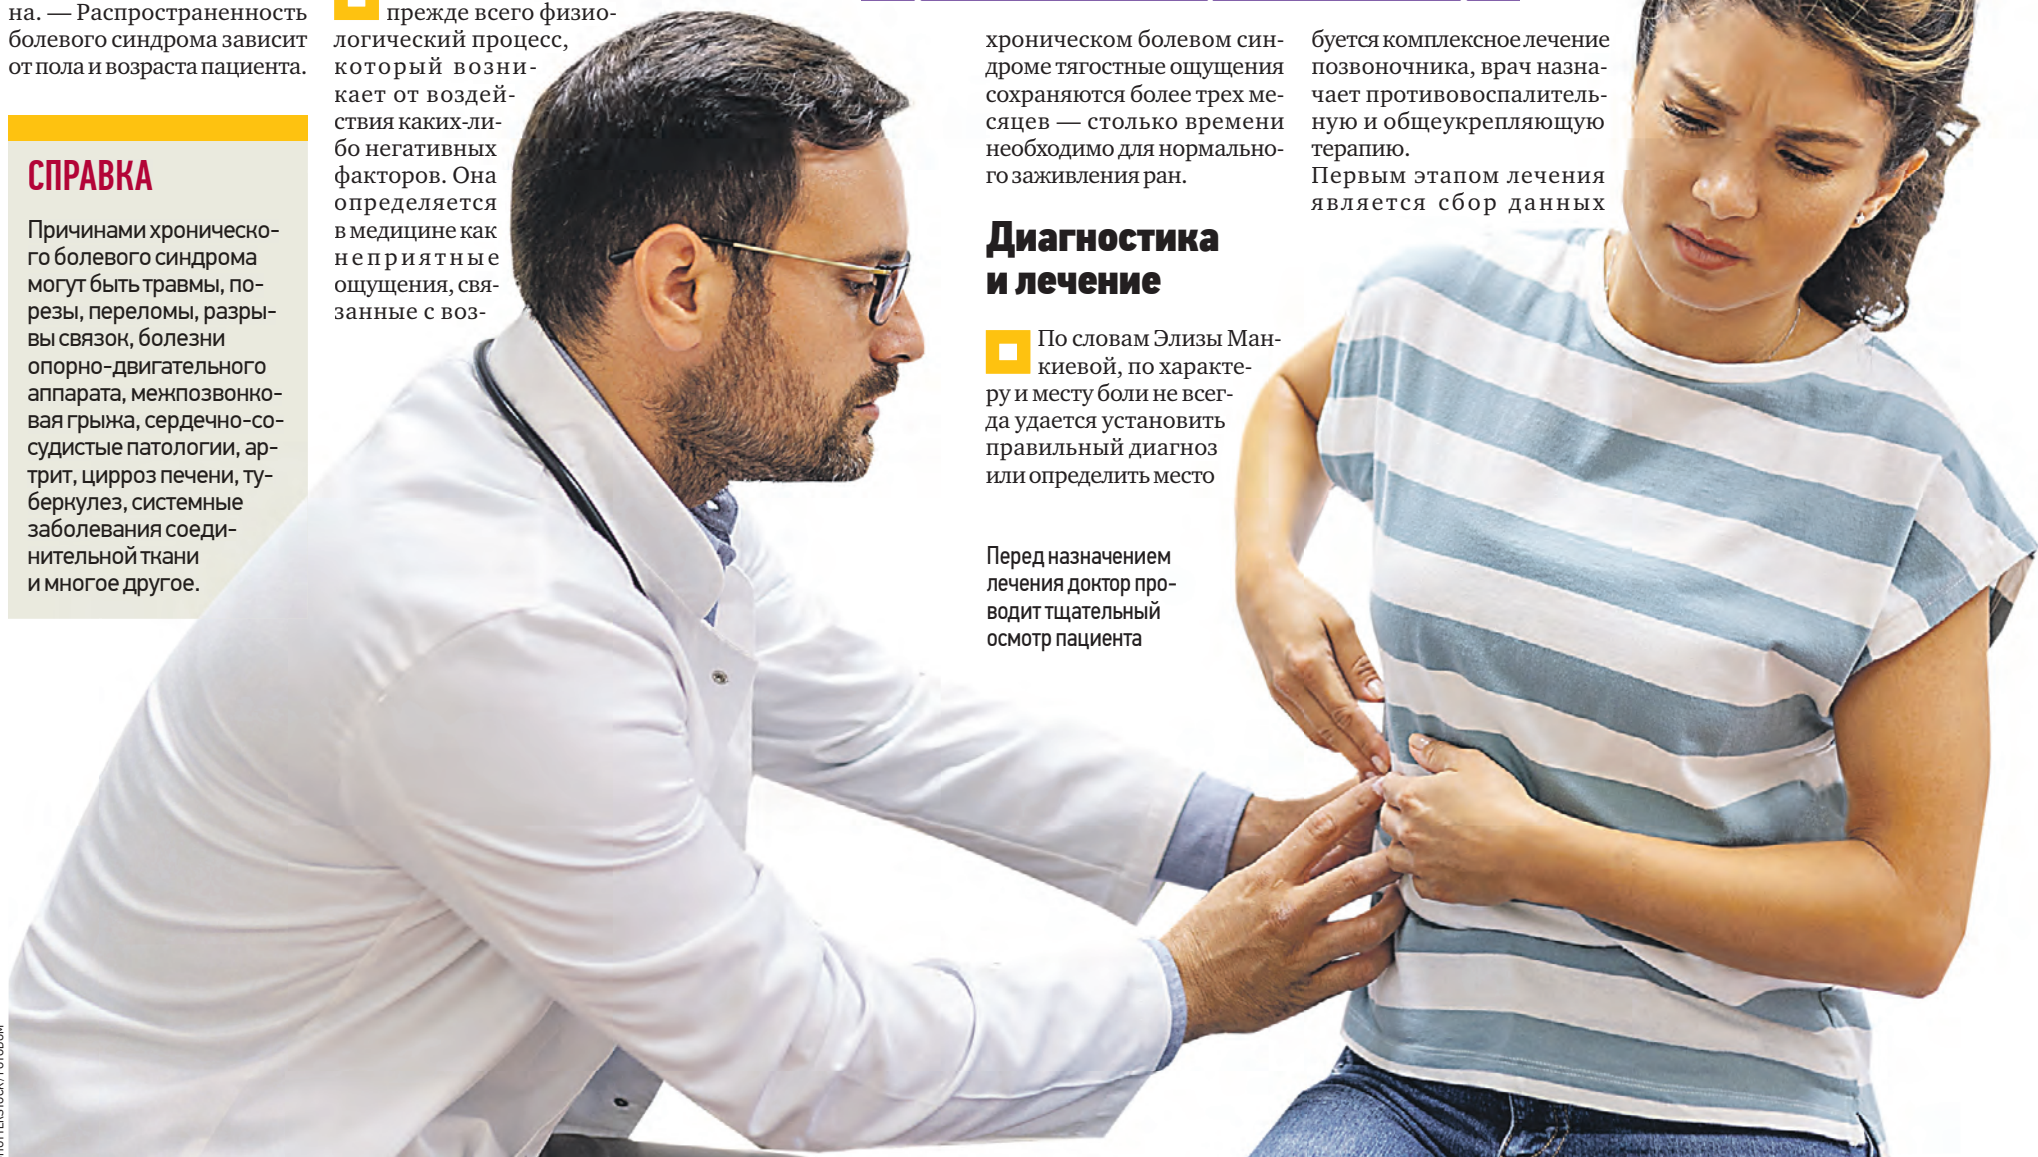 на. — Распространенность
болевого синдрома зависит
от пола и возраста пациента.
СПРАВКА
Причинами хроническо-
го болевого синдрома
могут быть травмы, по-
резы, переломы, разры-
вы связок, болезни
опорно-двигательного
аппарата, межпозвонко-
вая грыжа, сердечно-со-
судистые патологии, ар-
трит, цирроз печени, ту-
беркулез, системные
заболевания соеди-
нительной ткани
и многое другое.
прежде всего физио-
логический процесс,
который возни-
кает от воздей-
ствия каких-ли-
бо негативных
факторов. Она
определяется
в медицине как
неприятные
ощущения, свя-
занные с воз-
хроническом болевом син-
дроме тягостные ощущения
сохраняются более трех ме-
сяцев — столько времени
необходимо для нормально-
го заживления ран.
Диагностика
и лечение
По словам Элизы Ман-
киевой, по характе-
ру и месту боли не всег-
да удается установить
правильный диагноз
или определить место
Перед назначением
лечения доктор про-
водит тщательный
осмотр пациента
буется комплексное лечение
позвоночника, врач назна-
чает противовоспалитель-
ную и общеукрепляющую
терапию.
Первым этапом лечения
является сбор данных